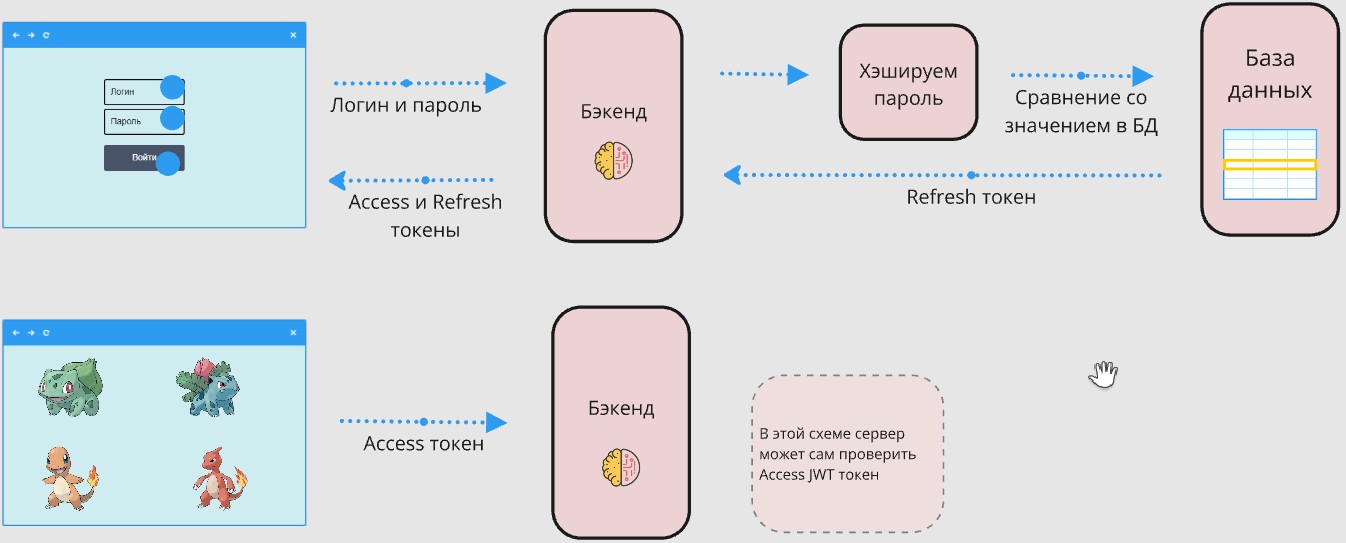 Логин
Пароль
Войти
Логин и пароль
Access и Refresh
токены
Бэкенд
Хэшируем
пароль
Сравнение со
значением в БД
Refresh токен
База
данных
Access токен
Бэкенд
В этой схеме сервер
может сам проверить
Access JWT токен